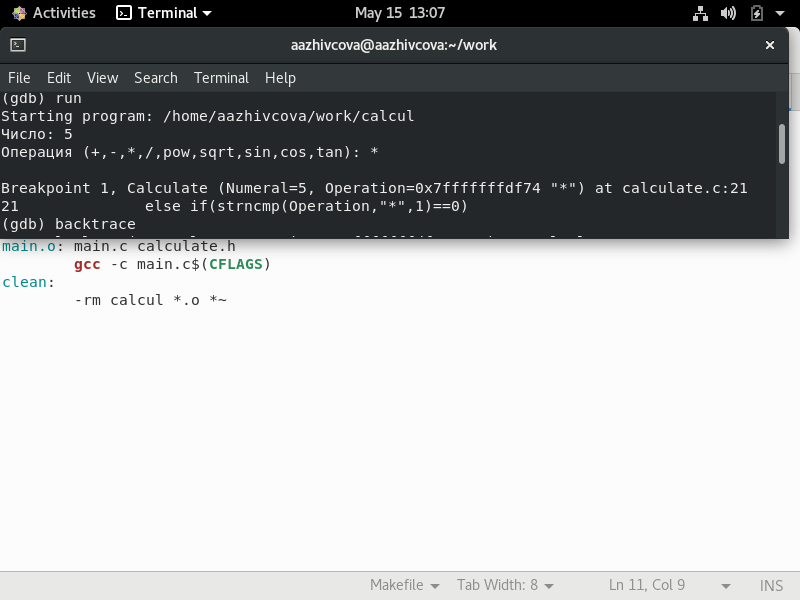 Activities Terminal May 15 13:07
aazhivcova@aazhivcova:~/work
File Edit View Search Terminal Help
(gdb) run
Starting program: /home/aazhivcova/work/calcul
Число: 5
Операция (+,-,*,/,pow,sqrt,sin,cos,tan): *
Breakpoint 1, Calculate (Numeral=5, Operation=0x7fffffffdf74 "*") at calculate.c:21
21 else if(strncmp(Operation,"*",1)==0)
(gdb) backtrace
main.o: main.c calculate.h
gcc -c main.c$(CFLAGS)
clean:
-rm calcul *.o *~
Makefile Tab Width: 8 Ln 11, Col 9 INS